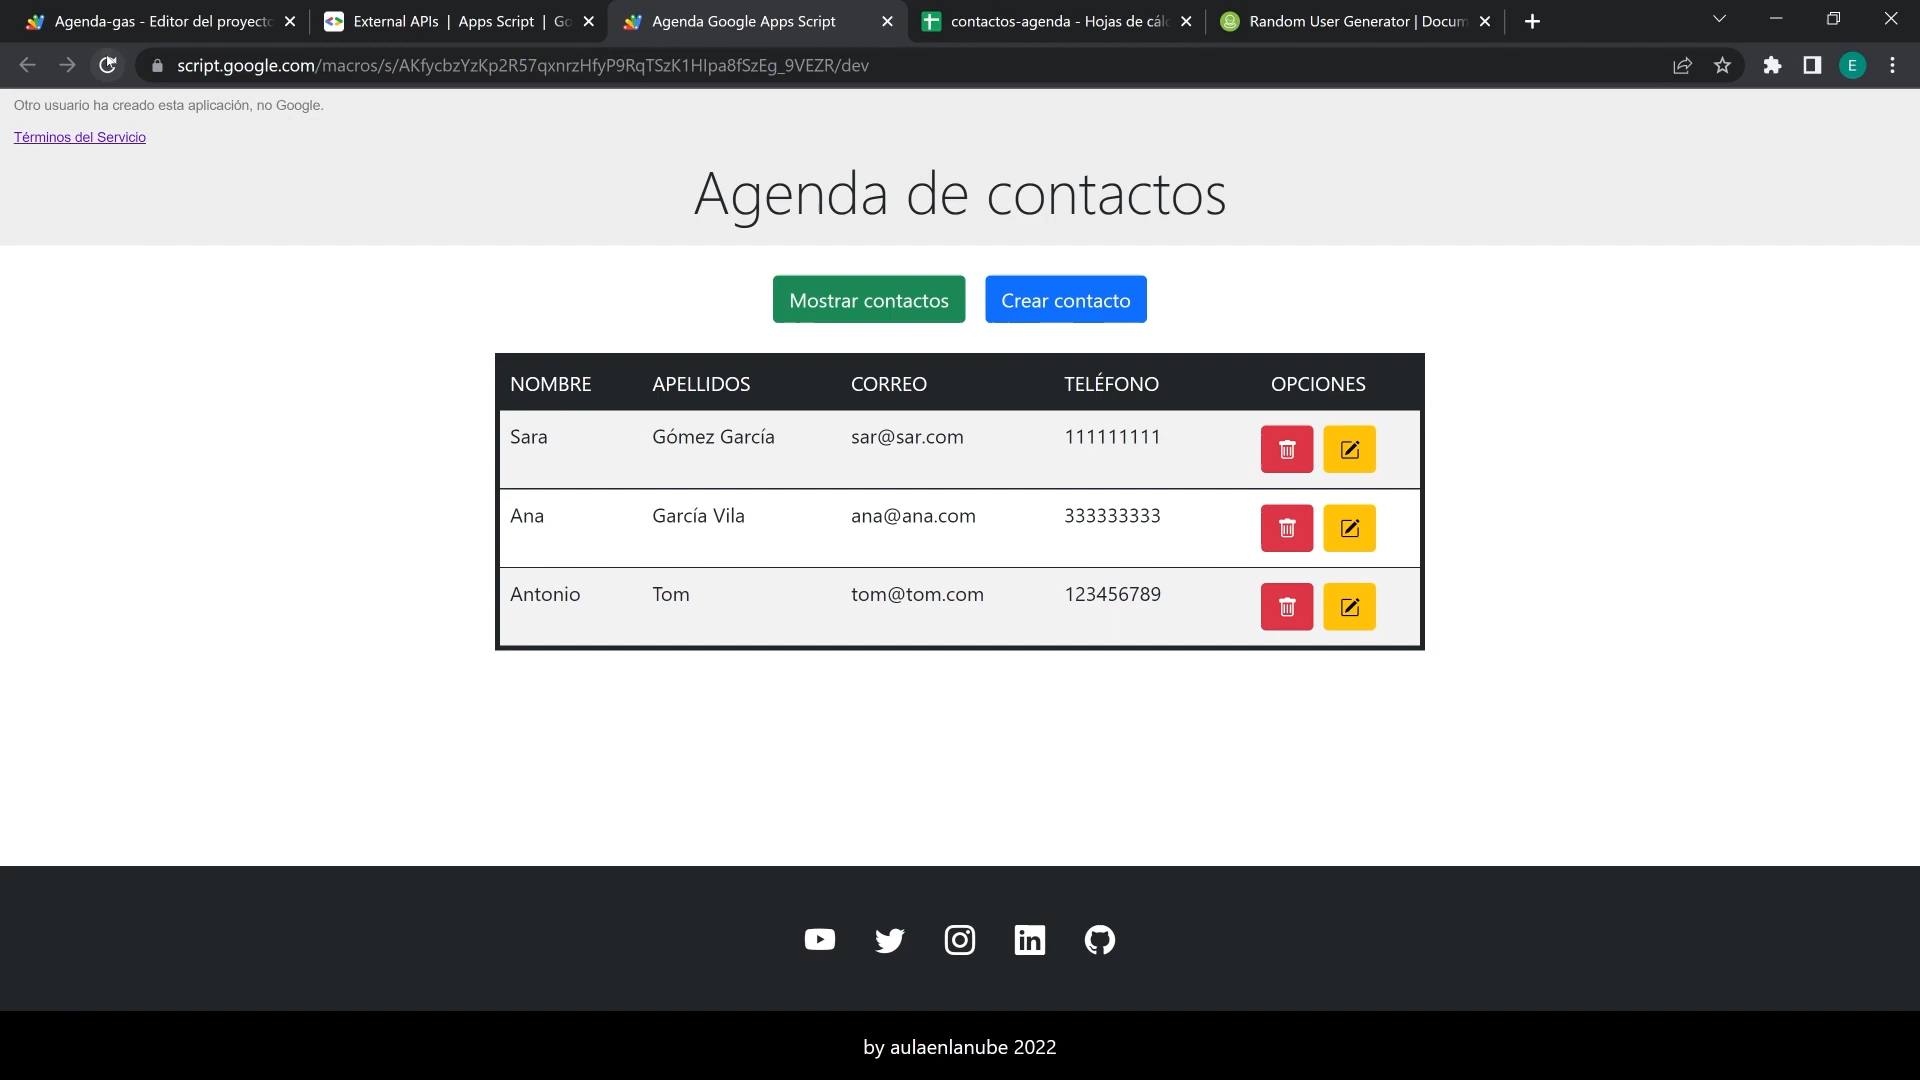 Agenda-gas - Editor del proyecto
External APIs | Apps Script | Go
Agenda Google Apps Script
contactos-agenda - Hojas de cálc
Random User Generator | Docum
script.google.com/macros/s/AKfycbzYzKp2R57qxnrzHfyP9RqTSzK1HIpa8fSzEg_9VEZR/dev
E
Otro usuario ha creado esta aplicación, no Google.
Términos del Servicio
Agenda de contactos
Mostrar contactos
Crear contacto
NOMBRE APELLIDOS CORREO TELÉFONO OPCIONES
Sara Gómez García sar@sar.com 111111111
Ana García Vila ana@ana.com 333333333
Antonio Tom tom@tom.com 123456789
by aulaenlanube 2022